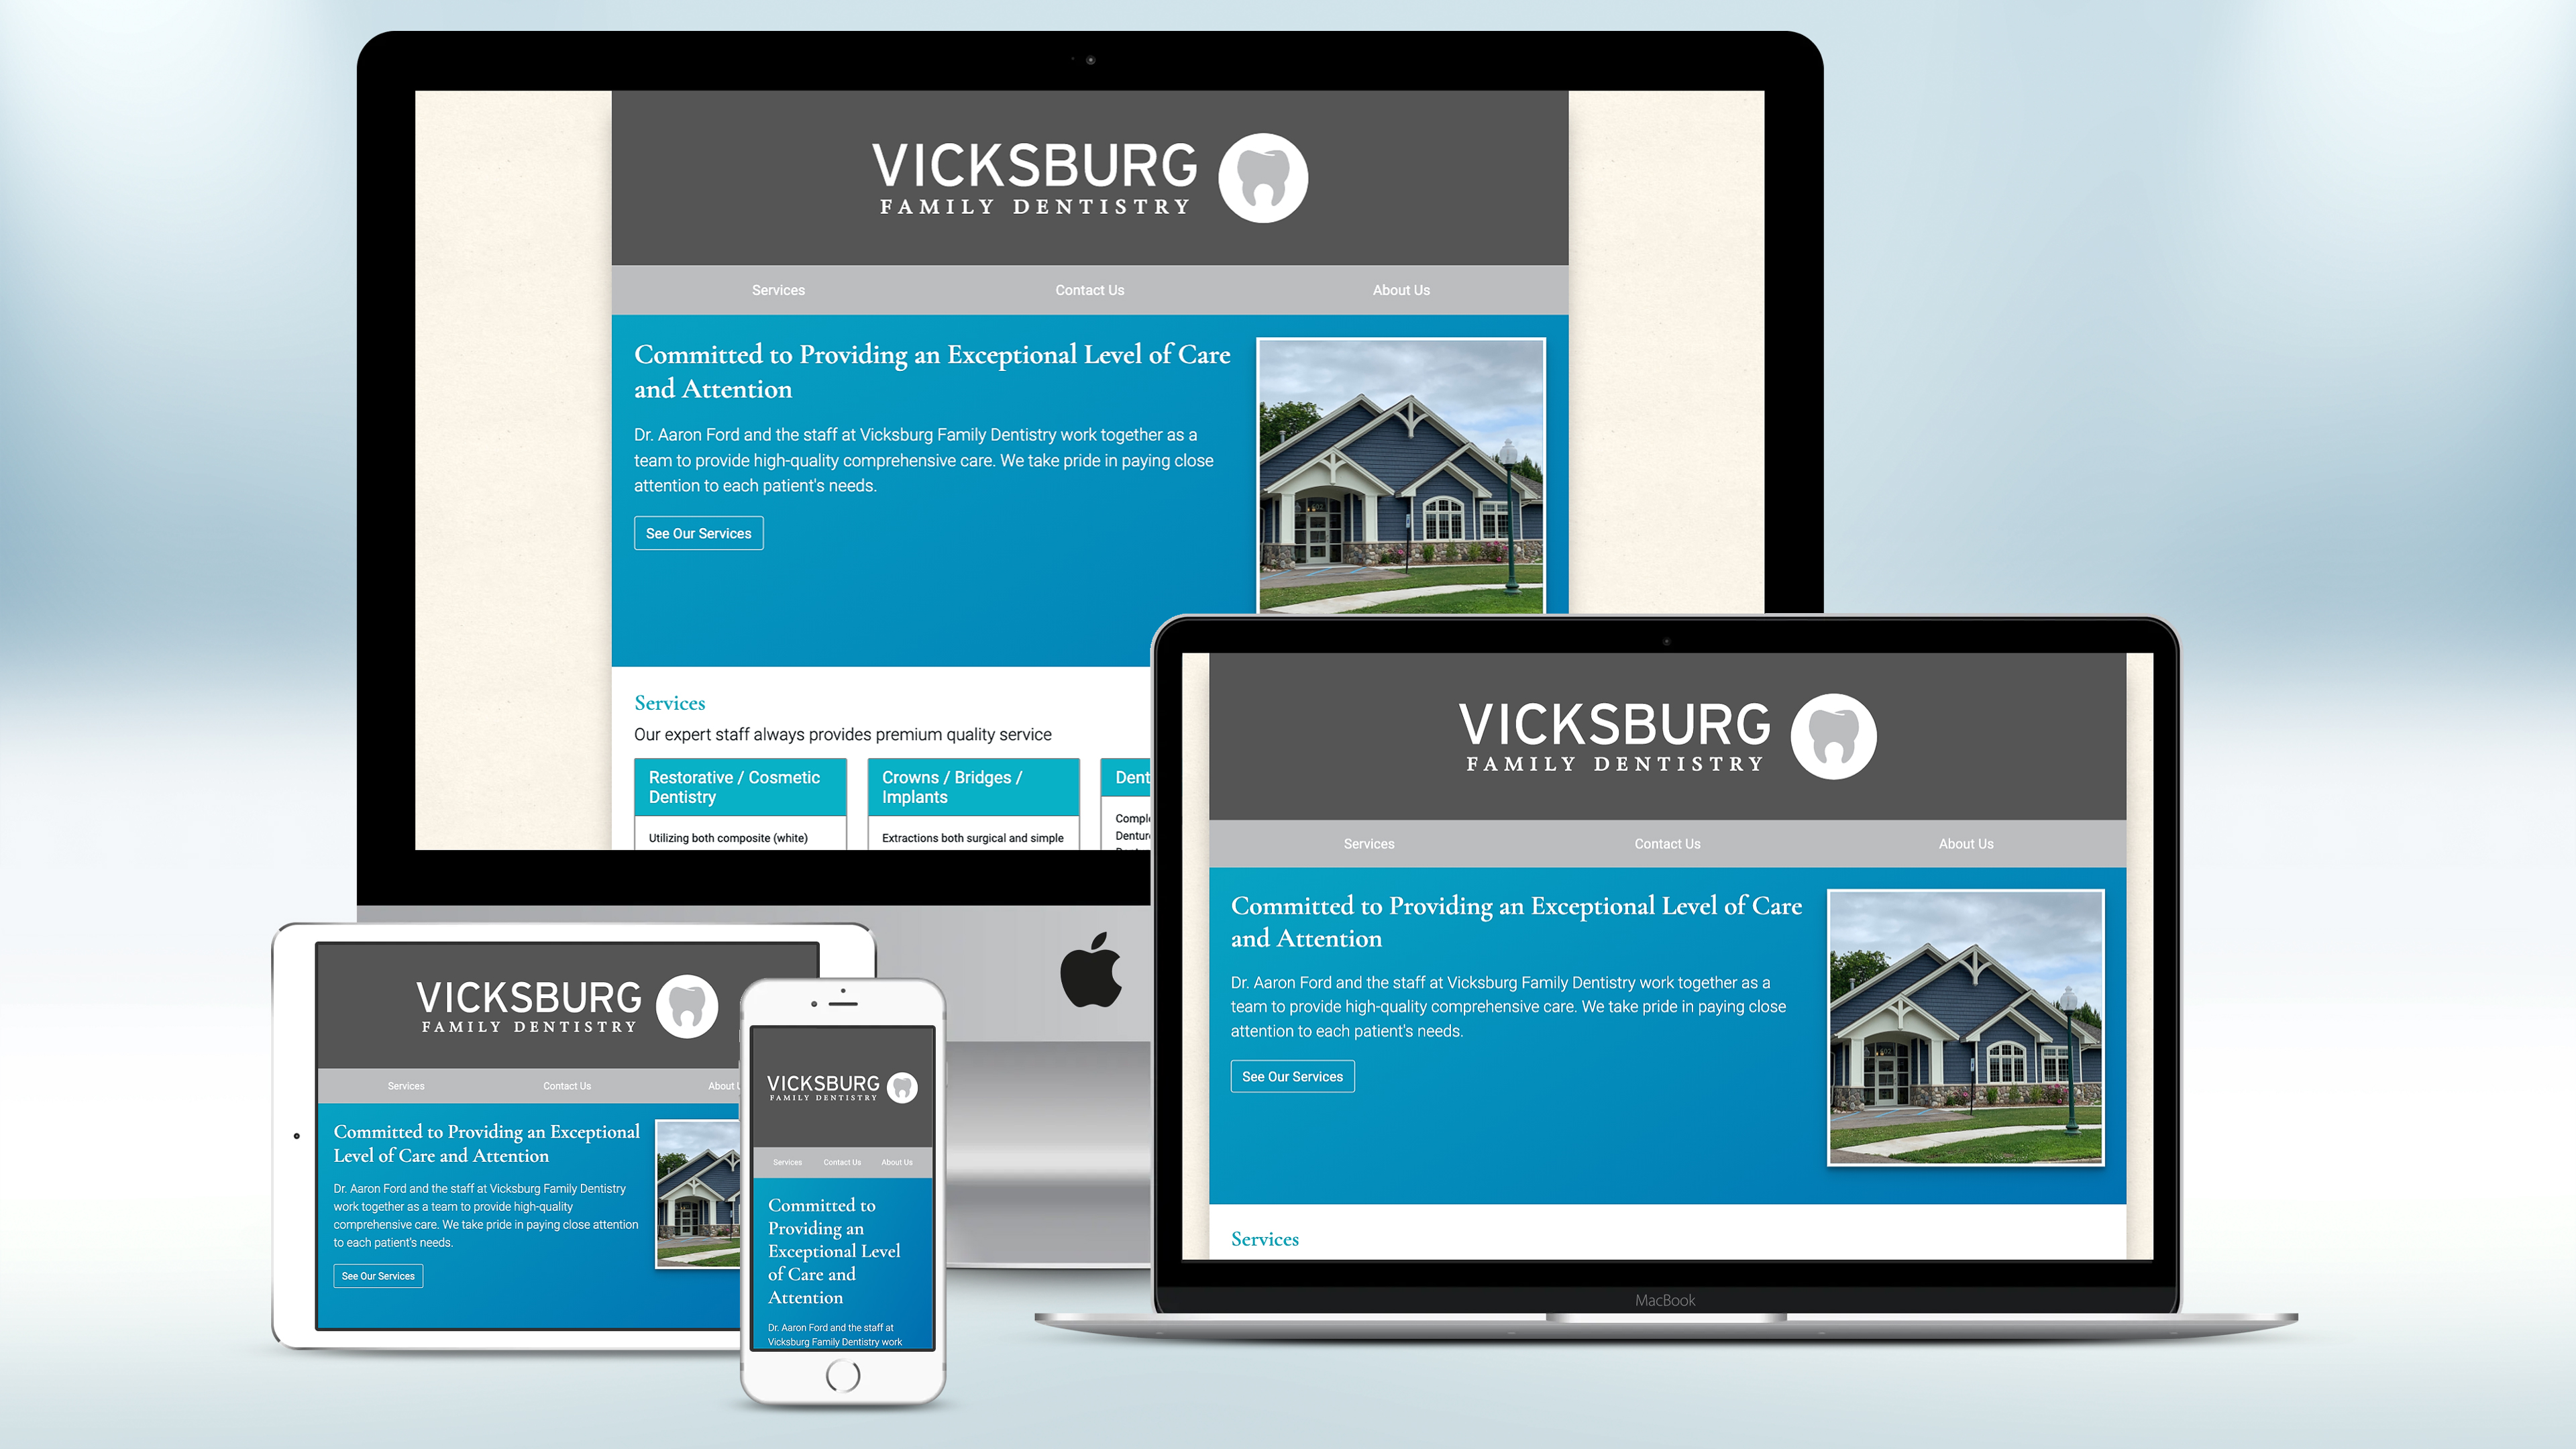 VICKSBURG
FAMILY DENTISTRY
Services
Contact Us
About Us
Committed to Providing an Exceptional Level of Care
and Attention
Dr. Aaron Ford and the staff at Vicksburg Family Dentistry work together as a
team to provide high-quality comprehensive care. We take pride in paying close
attention to each patient's needs.
See Our Services
Services
Our expert staff always provides premium quality service
Restorative / Cosmetic
Dentistry
Utilizing both composite (white)
Crowns / Bridges /
Implants
Extractions both surgical and simple
Dent
Compl
Dentur
VICKSBURG
FAMILY DENTISTRY
Services
Contact Us
About Us
Committed to Providing an Exceptional Level of Care
and Attention
Dr. Aaron Ford and the staff at Vicksburg Family Dentistry work together as a
team to provide high-quality comprehensive care. We take pride in paying close
attention to each patient's needs.
See Our Services
Services
MacBook
VICKSBURG
FAMILY DENTISTRY
Services
Contact Us
About U
Committed to Providing an Exceptional
Level of Care and Attention
Dr. Aaron Ford and the staff at Vicksburg Family Dentistry
work together as a team to provide high-quality
comprehensive care. We take pride in paying close attention
to each patient's needs.
See Our Services
VICKSBURG
FAMILY DENTISTRY
Services
Contact Us
About Us
Committed to
Providing an
Exceptional Level
of Care and
Attention
Dr. Aaron Ford and the staff at
Vicksburg Family Dentistry work